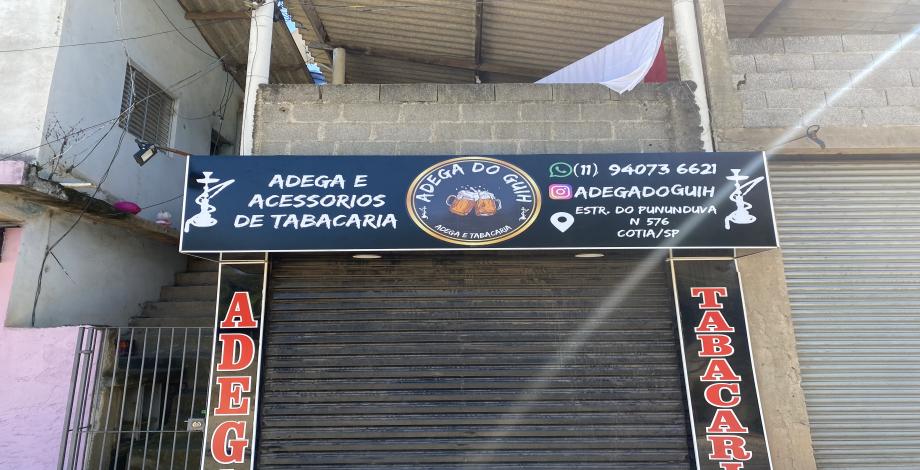 ADEGA E
ACESSORIOS
DE TABACARIA
ADEGA DO GUIH
ADEGA E TABACARIA
(11) 94073 6621
ADEGADOGUIH
ESTR. DO PUNUNDUVA
N 576
COTIA/SP
ADEG
TABACARI